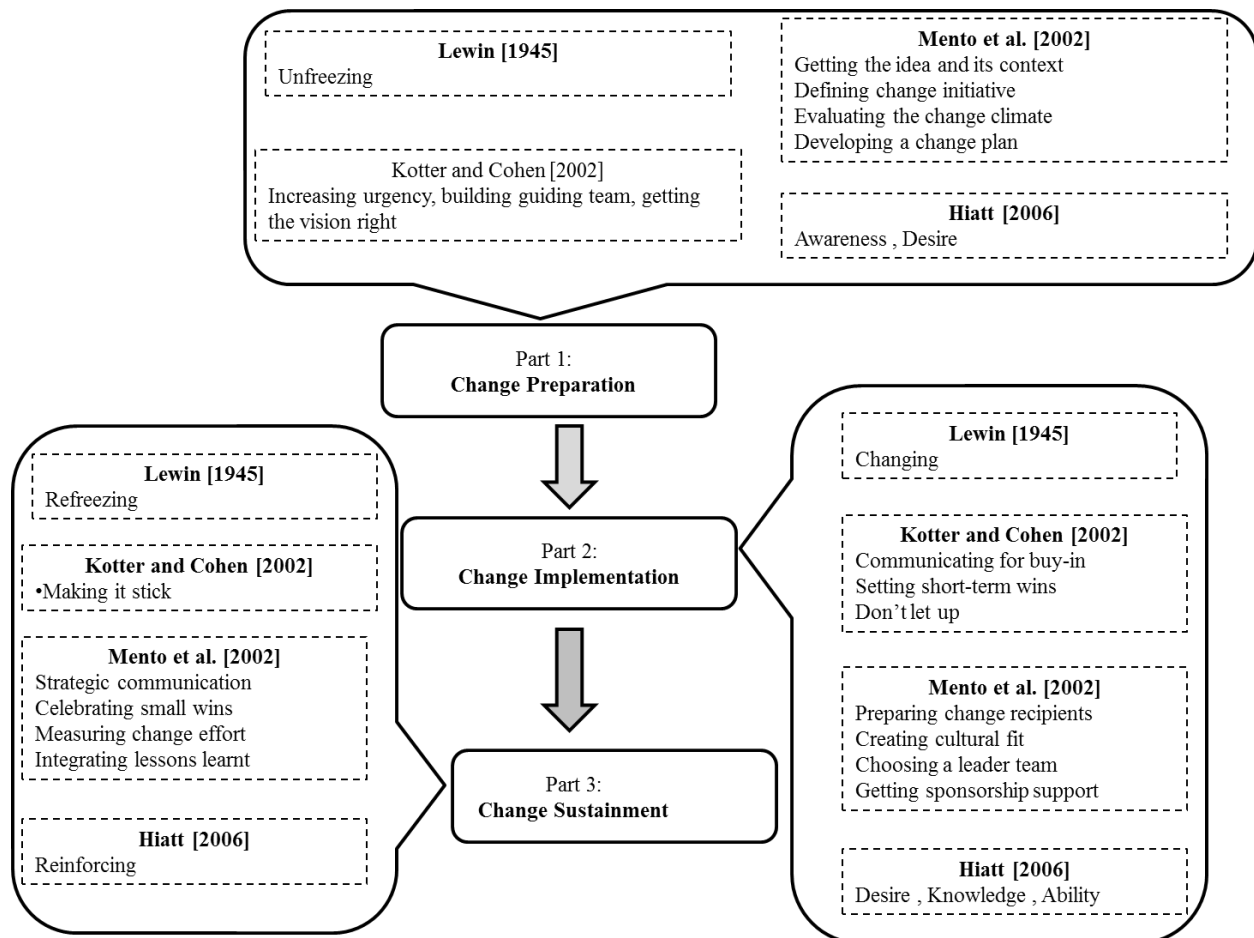 Lewin [1945]
Unfreezing
Kotter and Cohen [2002]
Increasing urgency, building guiding team, getting
the vision right
Mento et al. [2002]
Getting the idea and its context
Defining change initiative
Evaluating the change climate
Developing a change plan
Hiatt [2006]
Awareness , Desire
Part 1:
Change Preparation
Part 2:
Change Implementation
Part 3:
Change Sustainment
Lewin [1945]
Refreezing
Kotter and Cohen [2002]
•Making it stick
Mento et al. [2002]
Strategic communication
Celebrating small wins
Measuring change effort
Integrating lessons learnt
Hiatt [2006]
Reinforcing
Lewin [1945]
Changing
Kotter and Cohen [2002]
Communicating for buy-in
Setting short-term wins
Don’t let up
Mento et al. [2002]
Preparing change recipients
Creating cultural fit
Choosing a leader team
Getting sponsorship support
Hiatt [2006]
Desire , Knowledge , Ability